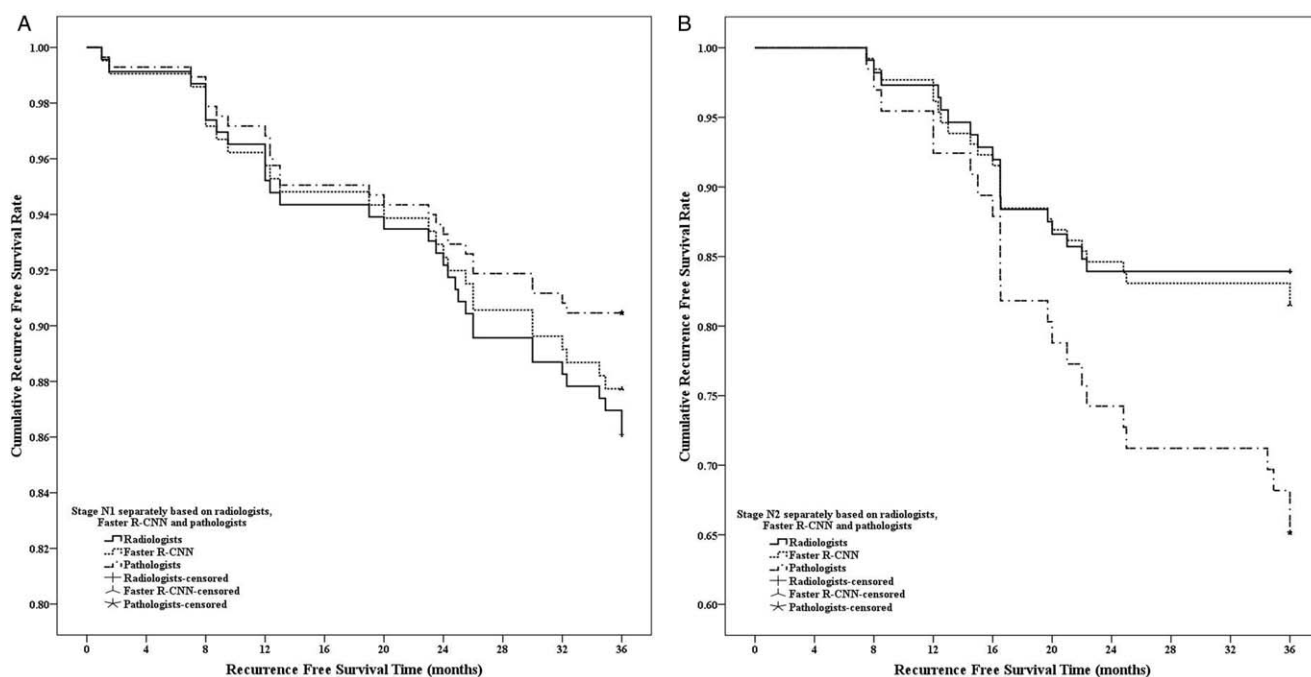 A
Cumulative Recurrece Free Survival Rate
1.00
0.98
0.96
0.94
0.92
0.90
0.88
0.86
0.84
0.82
0.80
Stage N1 separately based on radiologists,
Faster R-CNN and pathologists
Radiologists
Faster R-CNN
Pathologists
Radiologists-censored
Faster R-CNN-censored
Pathologists-censored
0 4 8 12 16 20 24 28 32 36
Recurrence Free Survival Time (months)
B
Cumulative Recurrence Free Survival Rate
1.00
0.95
0.90
0.85
0.80
0.75
0.70
0.65
0.60
Stage N2 separately based on radiologists,
Faster R-CNN and pathologists
Radiologists
Faster R-CNN
Pathologists
Radiologists-censored
Faster R-CNN-censored
Pathologists-censored
0 4 8 12 16 20 24 28 32 36
Recurrence Free Survival Time (months)